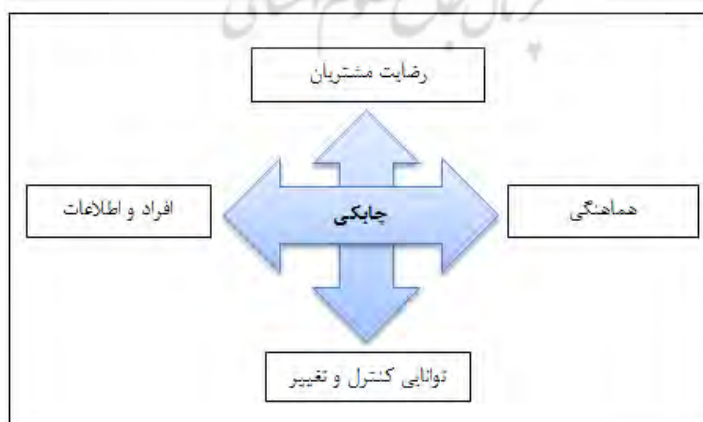 رضایت مشتریان
هماهنگی
چابکی
افراد و اطلاعات
توانایی کنترل و تغییر